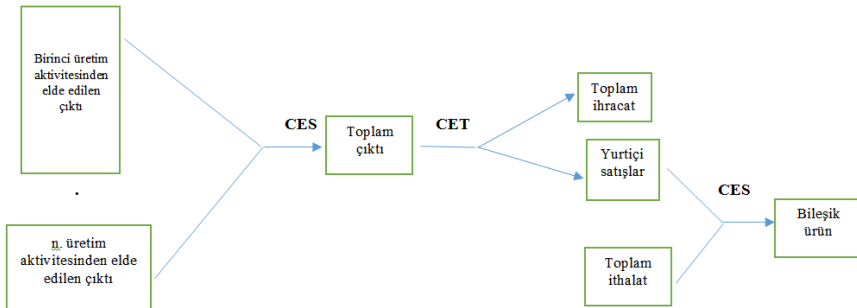 Birinci üretim
aktivitesinden
elde edilen
çıktı
.
n. üretim
aktivitesinden elde
edilen çıktı
CES
Toplam
çıktı
CET
Toplam
ihracat
Yurtiçi
satışlar
Toplam
ithalat
CES
Bileşik
ürün